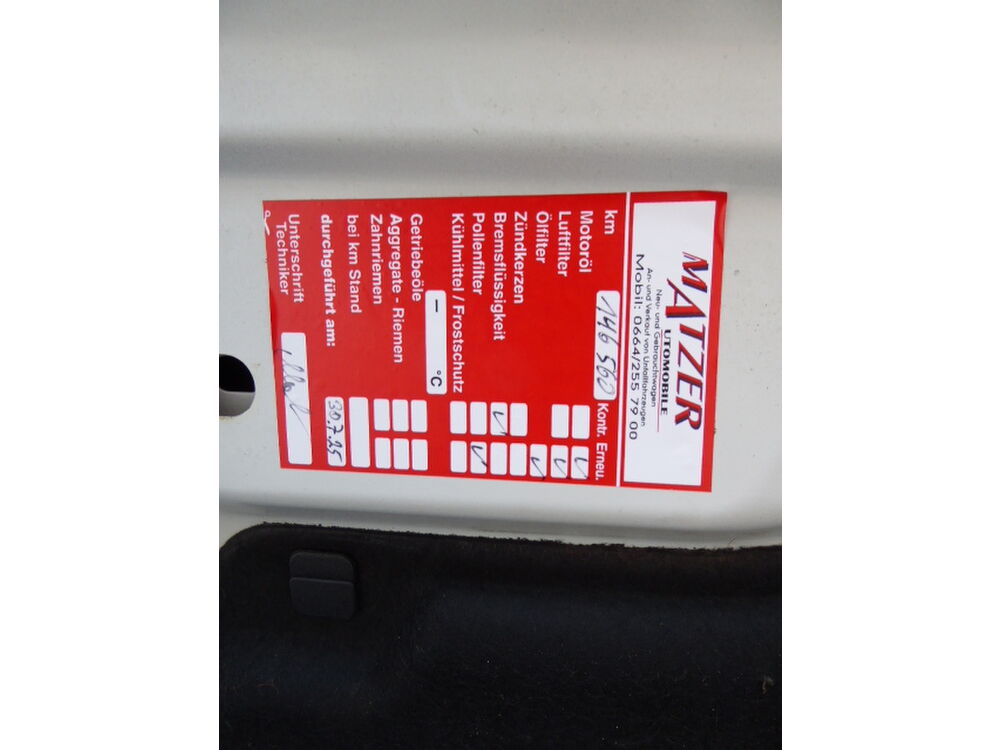 MATZER
AUTOMOBILE
Neu- und Gebrauchtwagen
An- und Verkauf von Unfallfahrzeugen
Mobil: 0664/255 79 00
km 146 560 Kontr. Erneu.
Motoröl ✓
Luftfilter ✓
Ölfilter ✓
Zündkerzen
Bremsflüssigkeit ✓
Pollenfilter ✓
Kühlmittel / Frostschutz
– °C
Getriebeöle
Aggregate - Riemen
Zahnriemen
bei km Stand
durchgeführt am: 30.7.25
Unterschrift
Techniker